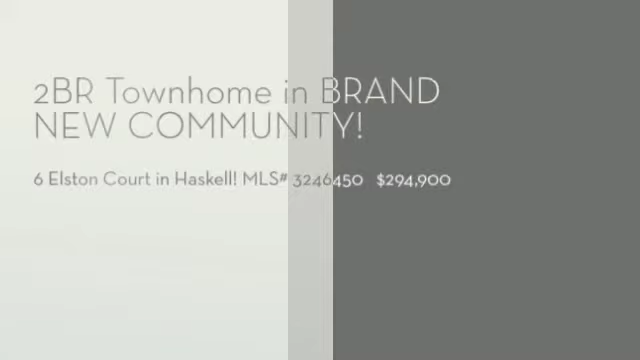 2BR Townhome in BRAND
NEW COMMUNITY!
6 Elston Court in Haskell! MLS# 3246450 $294,900